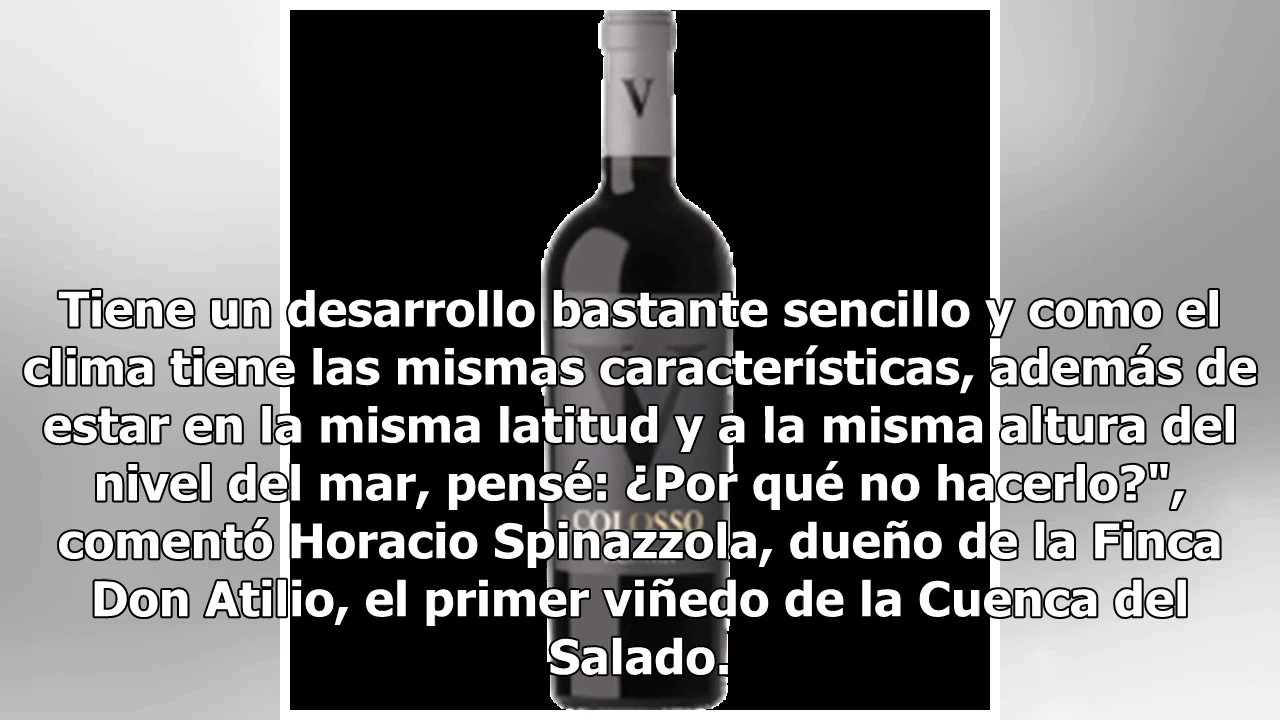 V
Tiene un desarrollo bastante sencillo y como el
clima tiene las mismas características, además de
estar en la misma latitud y a la misma altura del
nivel del mar, pensé: ¿Por qué no hacerlo?",
COLOSSO
comentó Horacio Spinazzola, dueño de la Finca
Don Atilio, el primer viñedo de la Cuenca del
Salado.